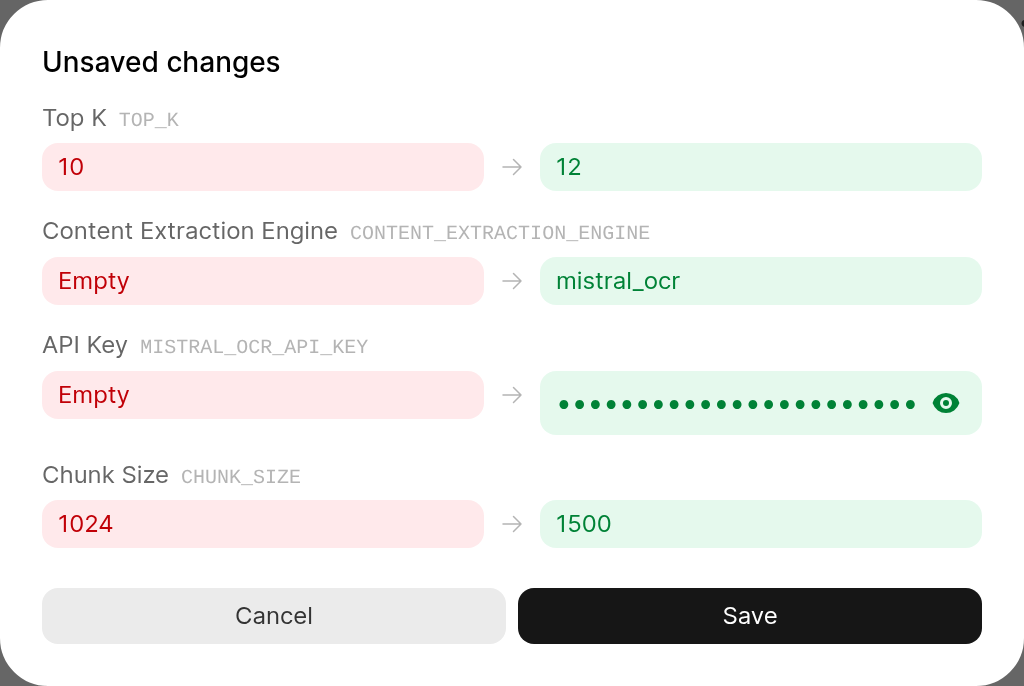 Unsaved changes
Top K TOP_K
10 → 12
Content Extraction Engine CONTENT_EXTRACTION_ENGINE
Empty → mistral_ocr
API Key MISTRAL_OCR_API_KEY
Empty → •••••••••••••••••••••••
Chunk Size CHUNK_SIZE
1024 → 1500
Cancel Save